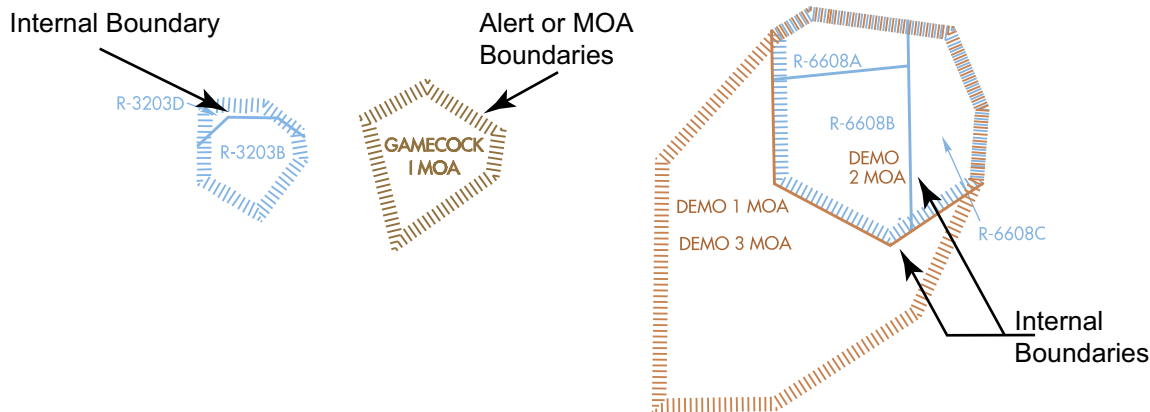 Internal Boundary
Alert or MOA
Boundaries
R-3203D
R-3203B
GAMECOCK
I MOA
R-6608A
R-6608B
DEMO
2 MOA
DEMO 1 MOA
DEMO 3 MOA
R-6608C
Internal
Boundaries